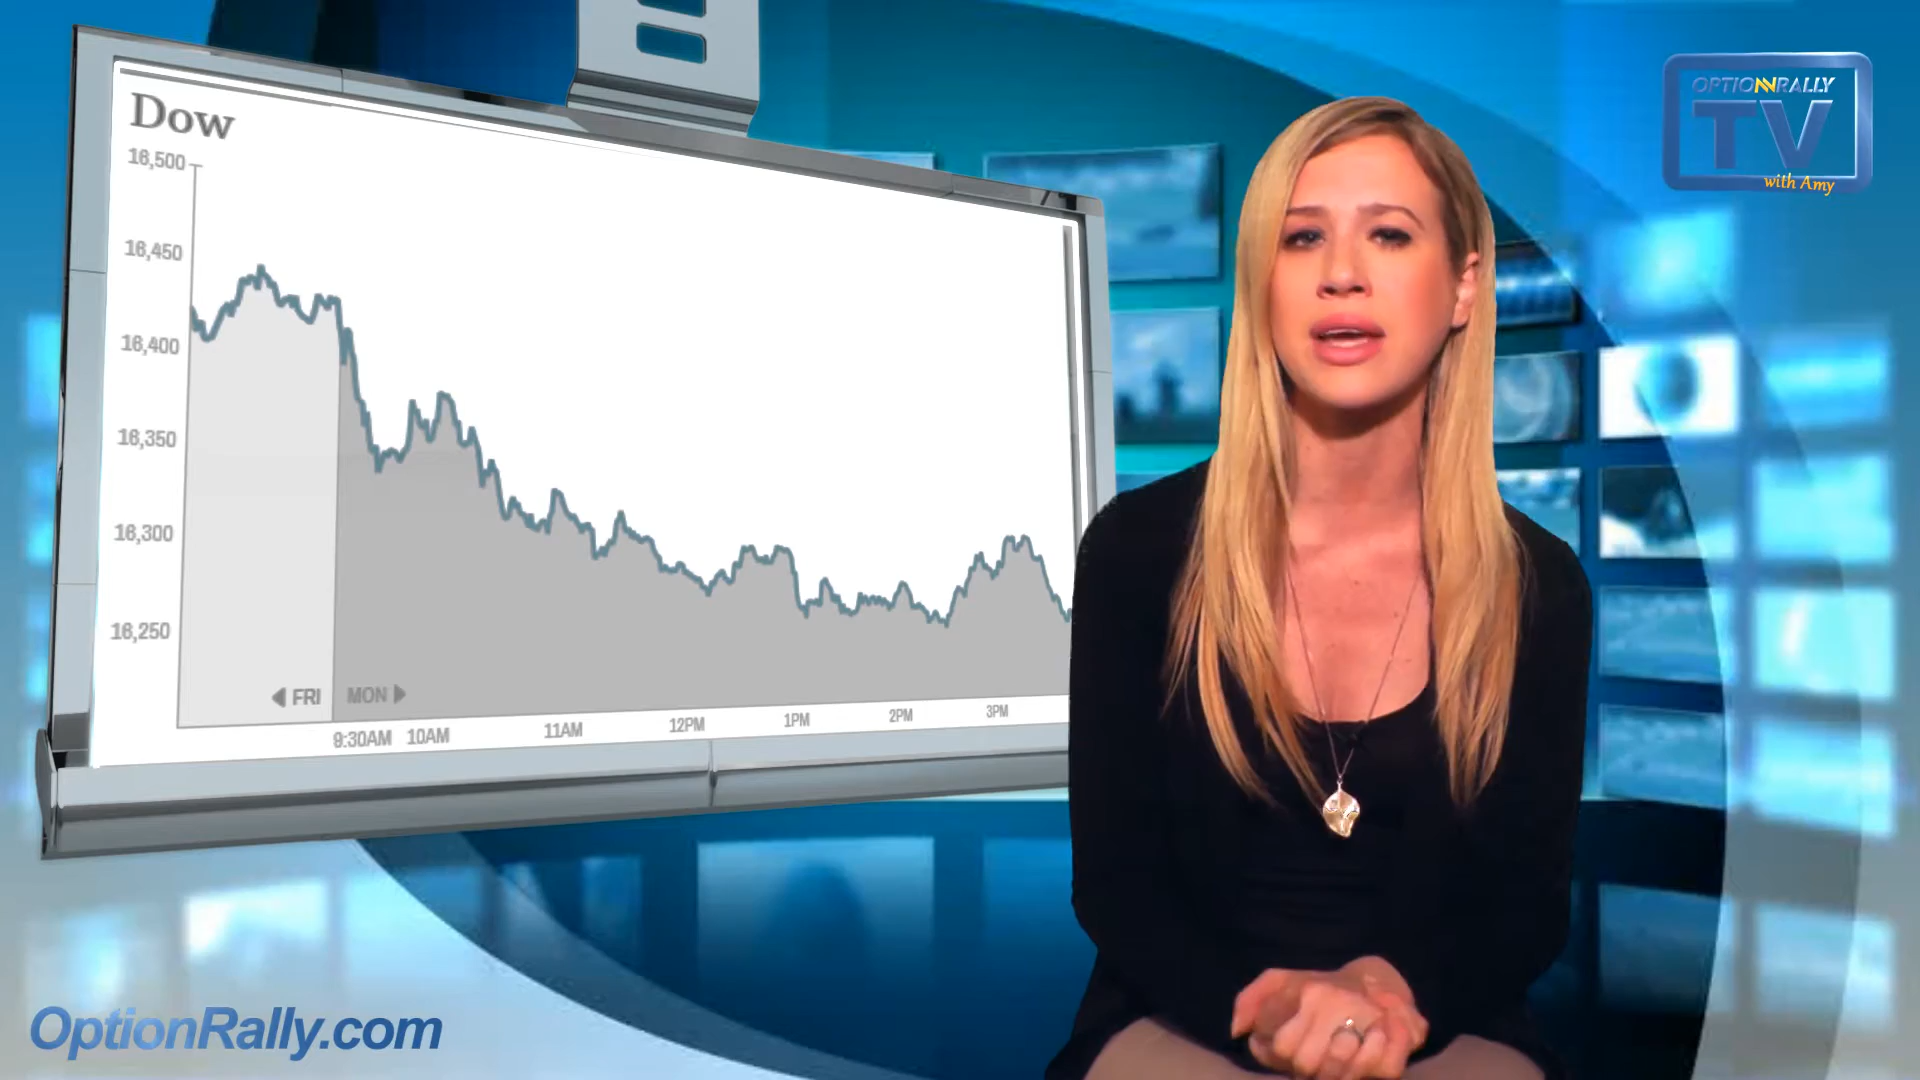 Dow
16,500
16,450
16,400
16,350
16,300
16,250
FRI
MON
9:30AM 10AM 11AM 12PM 1PM 2PM 3PM
OPTIONRALLY
TV
with Amy
OptionRally.com